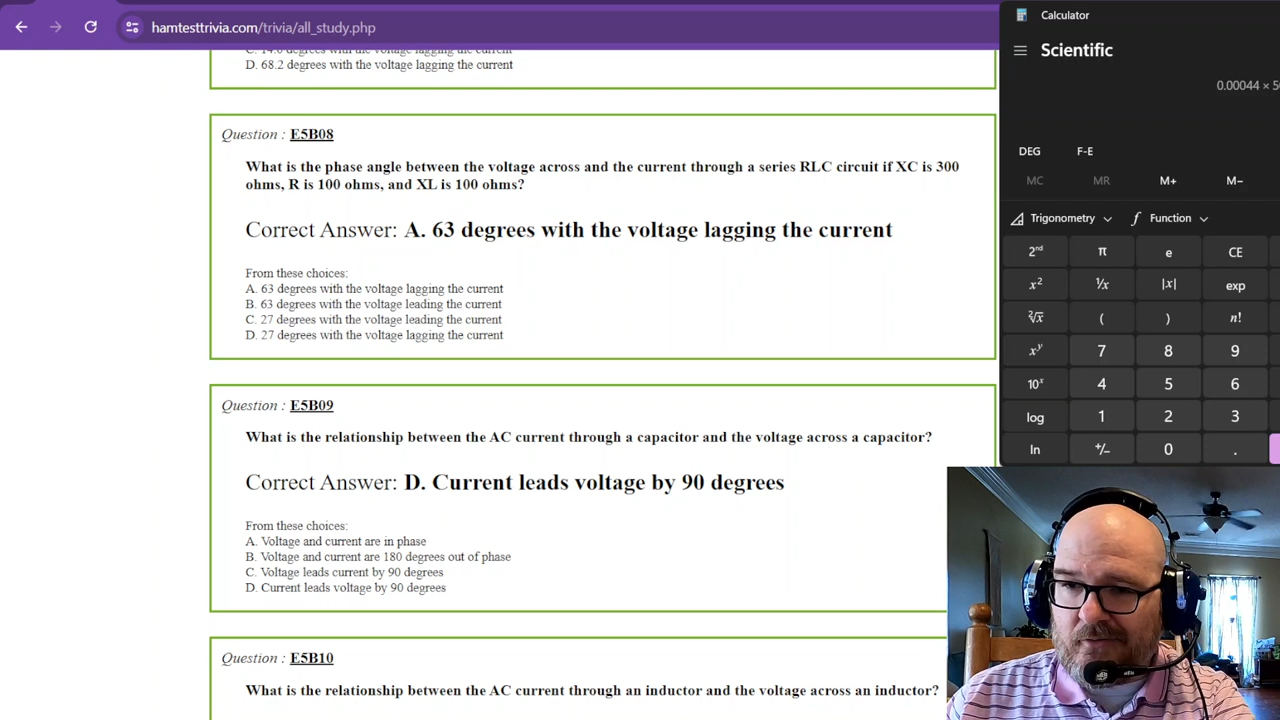 hamtesttrivia.com/trivia/all_study.php
Calculator
Scientific
0.00044 × 5
DEG
F-E
MC
MR
M+
M−
Trigonometry
Function
2nd
π
e
CE
x²
¹/x
|x|
exp
²√x
(
)
n!
xʸ
7
8
9
10ˣ
4
5
6
log
1
2
3
ln
+/−
0
.
D. 68.2 degrees with the voltage lagging the current
Question : E5B08
What is the phase angle between the voltage across and the current through a series RLC circuit if XC is 300
ohms, R is 100 ohms, and XL is 100 ohms?
Correct Answer: A. 63 degrees with the voltage lagging the current
From these choices:
A. 63 degrees with the voltage lagging the current
B. 63 degrees with the voltage leading the current
C. 27 degrees with the voltage leading the current
D. 27 degrees with the voltage lagging the current
Question : E5B09
What is the relationship between the AC current through a capacitor and the voltage across a capacitor?
Correct Answer: D. Current leads voltage by 90 degrees
From these choices:
A. Voltage and current are in phase
B. Voltage and current are 180 degrees out of phase
C. Voltage leads current by 90 degrees
D. Current leads voltage by 90 degrees
Question : E5B10
What is the relationship between the AC current through an inductor and the voltage across an inductor?